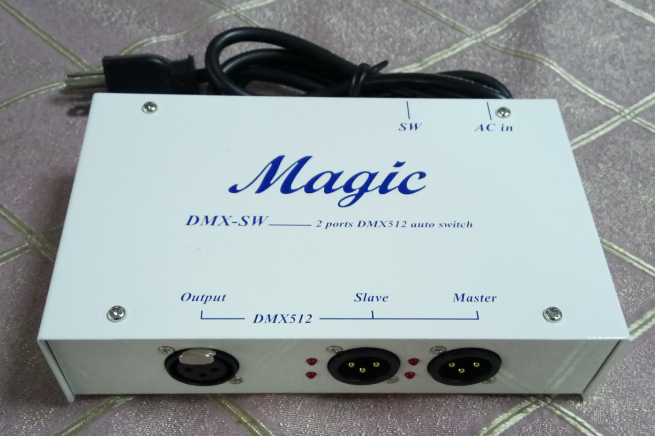 SW AC in
Magic
DMX-SW 2 ports DMX512 auto switch
Output Slave Master
DMX512